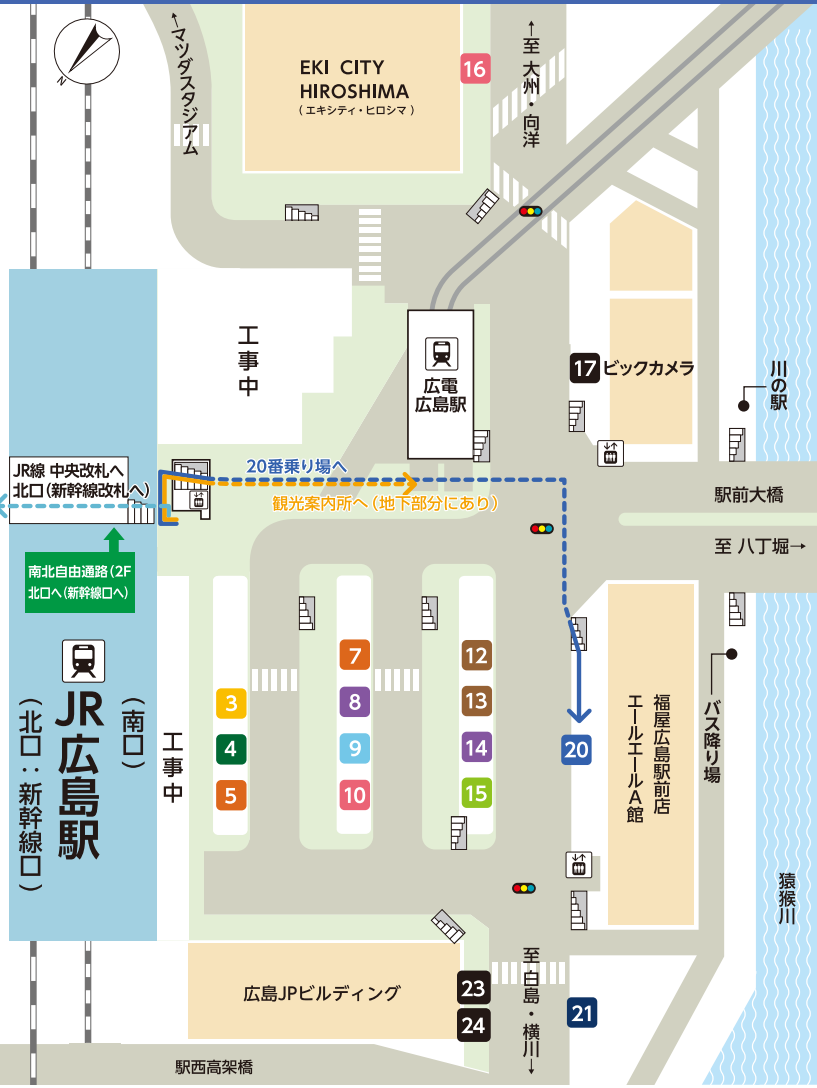 N
←マツダスタジアム
EKI CITY
HIROSHIMA
(エキシティ・ヒロシマ)
16
←至 大州・向洋
工事中
広電
広島駅
17
ビックカメラ
川の駅
JR線 中央改札へ
北口(新幹線改札へ)
20番乗り場へ
観光案内所へ(地下部分にあり)
駅前大橋
至 八丁堀→
南北自由通路(2F
北口へ(新幹線口へ)
JR広島駅
(南口)
(北口:新幹線口)
工事中
3
4
5
7
8
9
10
12
13
14
15
20
福屋広島駅前店
エールエールA館
バス降り場
猿猴川
広島JPビルディング
23
24
至 白島・横川→
21
駅西高架橋